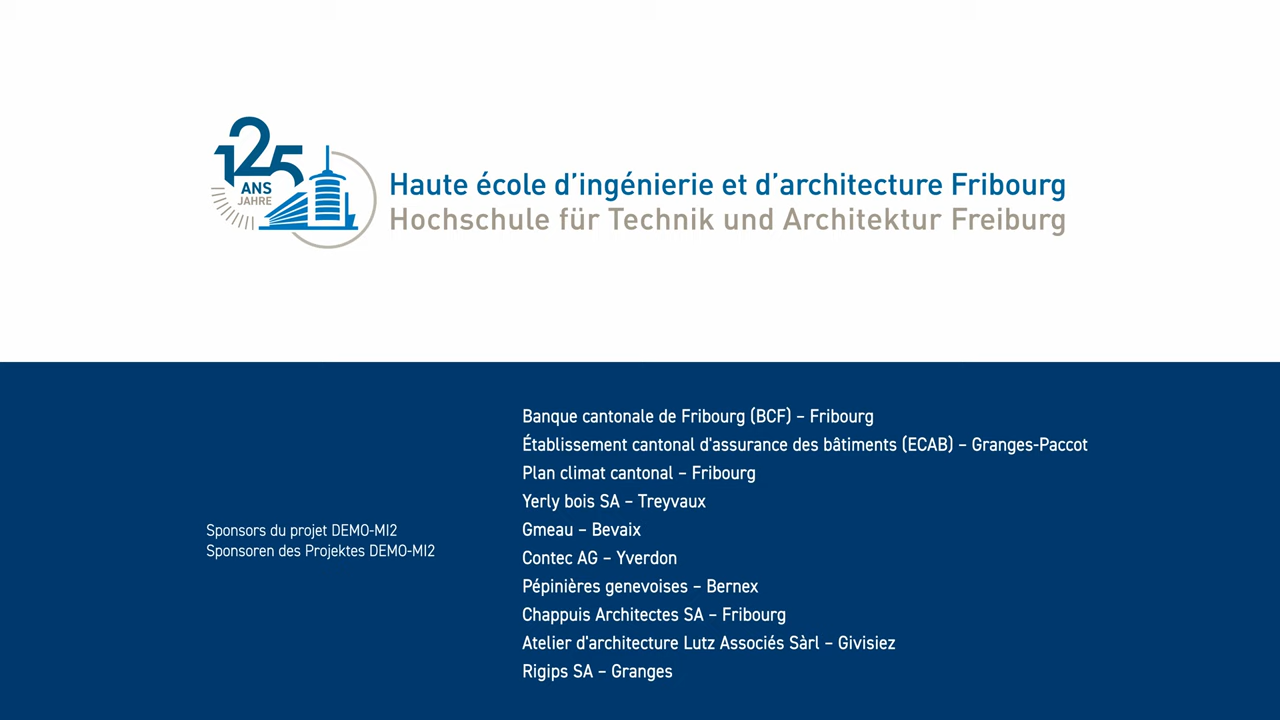 125
ANS
JAHRE
Haute école d'ingénierie et d'architecture Fribourg
Hochschule für Technik und Architektur Freiburg
Sponsors du projet DEMO-MI2
Sponsoren des Projektes DEMO-MI2
Banque cantonale de Fribourg (BCF) – Fribourg
Établissement cantonal d'assurance des bâtiments (ECAB) – Granges-Paccot
Plan climat cantonal – Fribourg
Yerly bois SA – Treyvaux
Gmeau – Bevaix
Contec AG – Yverdon
Pépinières genevoises – Bernex
Chappuis Architectes SA – Fribourg
Atelier d'architecture Lutz Associés Sàrl – Givisiez
Rigips SA – Granges